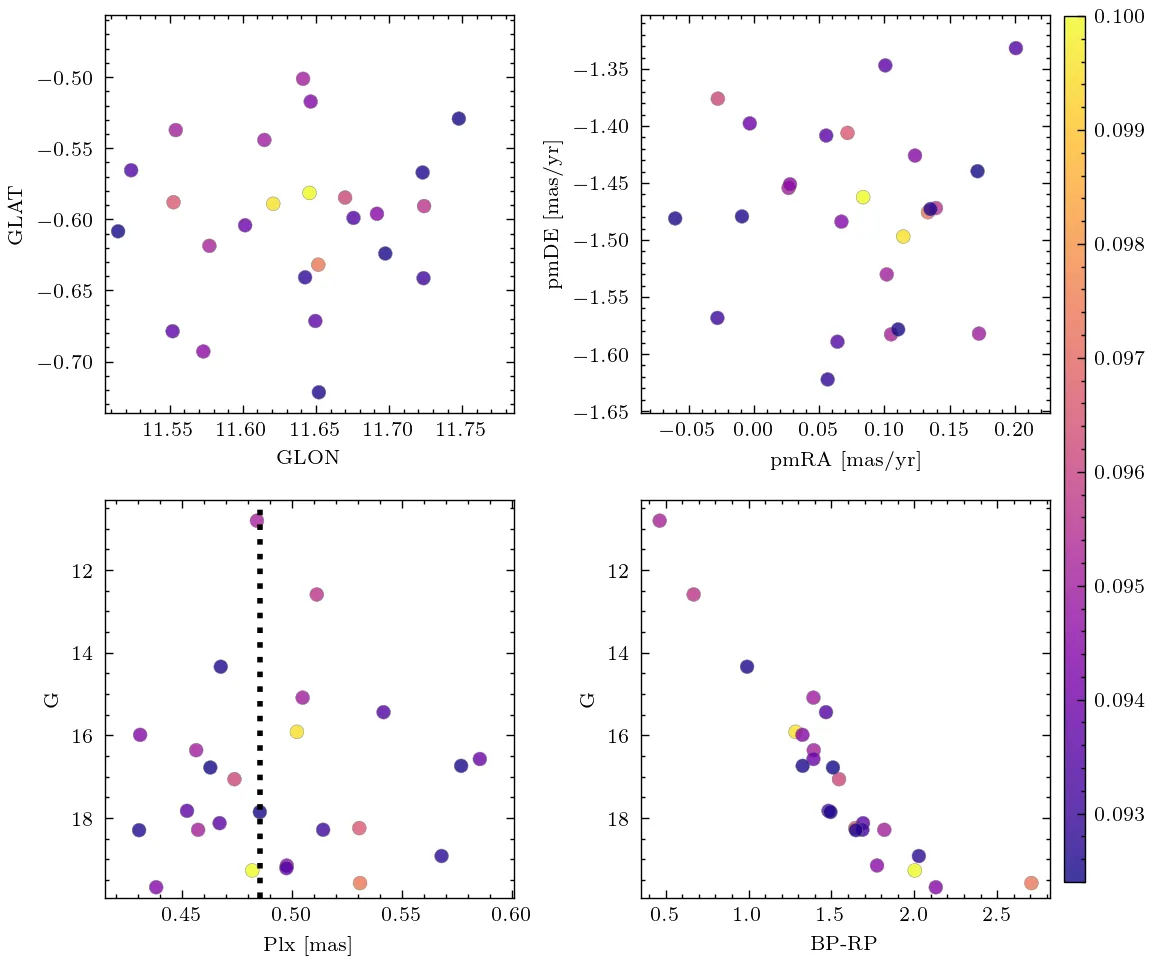 GLAT
−0.50
−0.55
−0.60
−0.65
−0.70
11.55 11.60 11.65 11.70 11.75
GLON
pmDE [mas/yr]
−1.35
−1.40
−1.45
−1.50
−1.55
−1.60
−1.65
−0.05 0.00 0.05 0.10 0.15 0.20
pmRA [mas/yr]
G
12
14
16
18
0.45 0.50 0.55 0.60
Plx [mas]
G
12
14
16
18
0.5 1.0 1.5 2.0 2.5
BP-RP
0.100
0.099
0.098
0.097
0.096
0.095
0.094
0.093